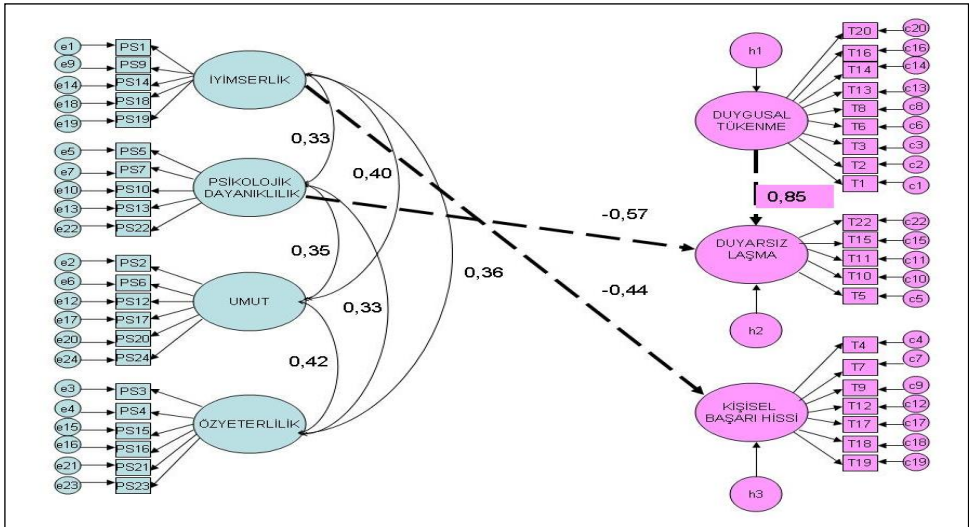 e1 PS1
e9 PS9
e14 PS14
e18 PS18
e19 PS19
İYİMSERLİK
e5 PS5
e7 PS7
e10 PS10
e13 PS13
e22 PS22
PSİKOLOJİK
DAYANIKLILIK
e2 PS2
e6 PS6
e12 PS12
e17 PS17
e20 PS20
e24 PS24
UMUT
e3 PS3
e4 PS4
e15 PS15
e16 PS16
e21 PS21
e23 PS23
ÖZYETERLİLİK
0,33
0,40
0,35
0,33
0,36
0,42
-0,57
-0,44
h1
DUYGUSAL
TÜKENME
T20 c20
T16 c16
T14 c14
T13 c13
T8 c8
T6 c6
T3 c3
T2 c2
T1 c1
0,85
DUYARSIZ
LAŞMA
T22 c22
T15 c15
T11 c11
T10 c10
T5 c5
h2
KİŞİSEL
BAŞARI HİSSİ
T4 c4
T7 c7
T9 c9
T12 c12
T17 c17
T18 c18
T19 c19
h3